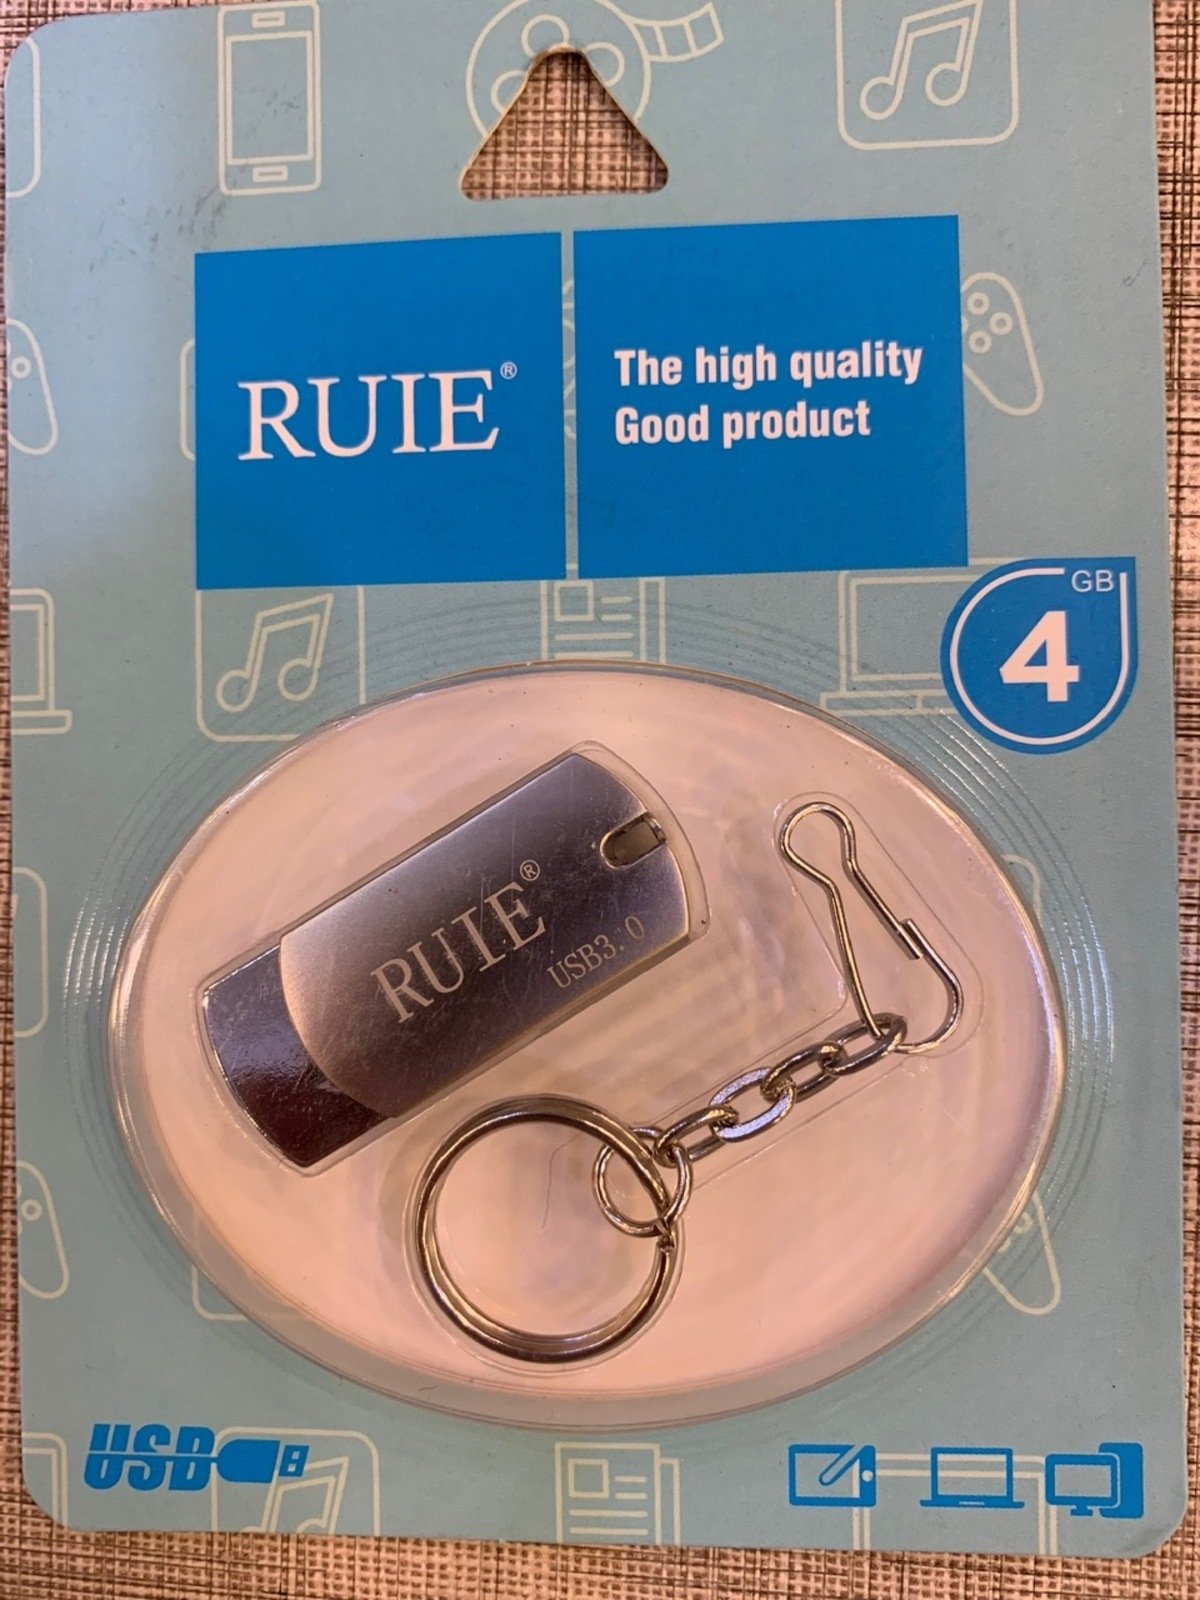 RUIE®
The high quality
Good product
GB
4
RUIE®
USB3.0
USB